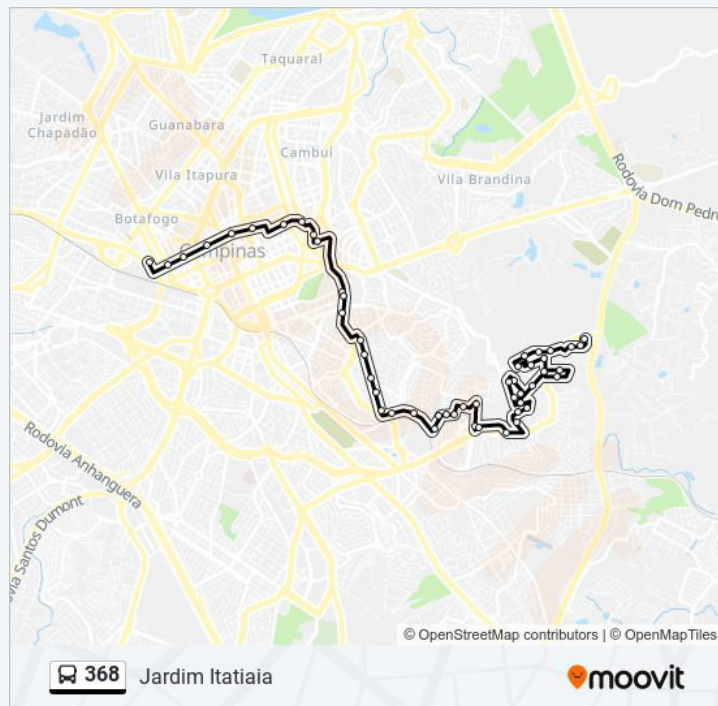 Taquaral
Jardim
Chapadão
Guanabara
Cambuí
Vila Itapura
Vila Brandina
Rodovia Dom Pedro
Botafogo
Campinas
Rodovia Anhanguera
via Santos Dumont
© OpenStreetMap contributors | © OpenMapTiles
368 Jardim Itatiaia
moovit